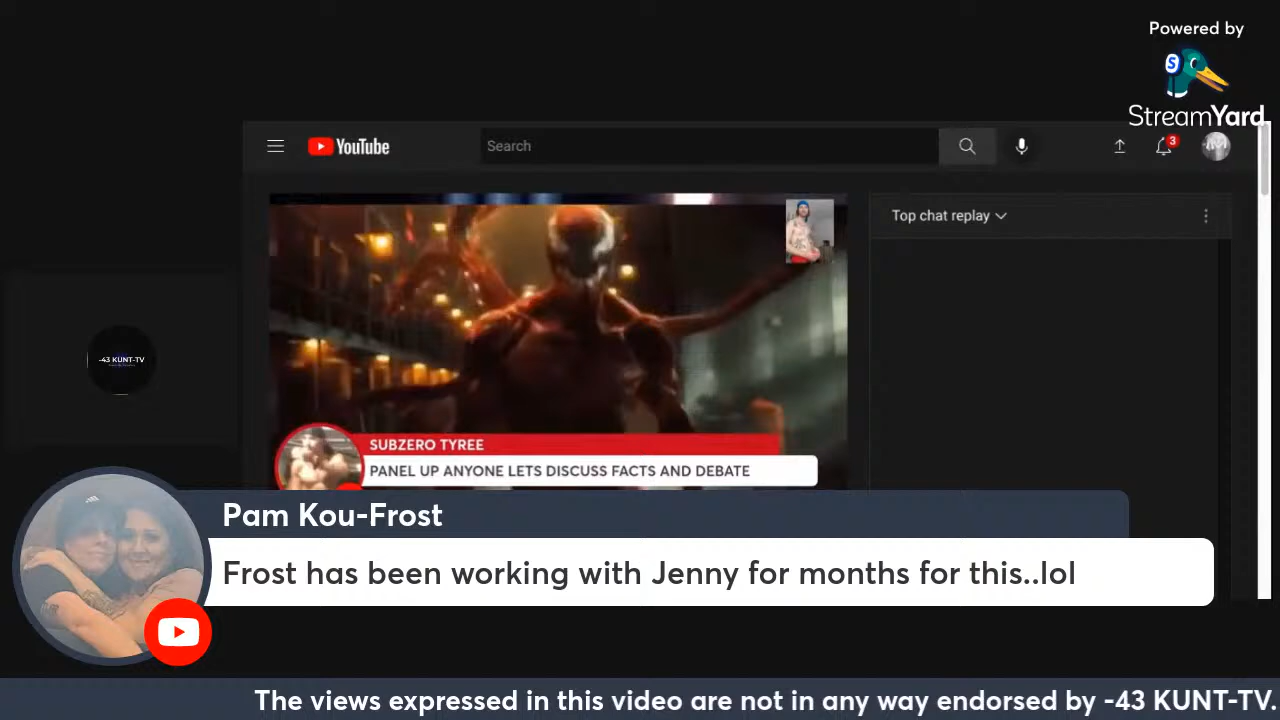 Powered by
StreamYard
YouTube
Search
3
Top chat replay
-43 KUNT-TV
SUBZERO TYREE
PANEL UP ANYONE LETS DISCUSS FACTS AND DEBATE
Pam Kou-Frost
Frost has been working with Jenny for months for this..lol
The views expressed in this video are not in any way endorsed by -43 KUNT-TV.